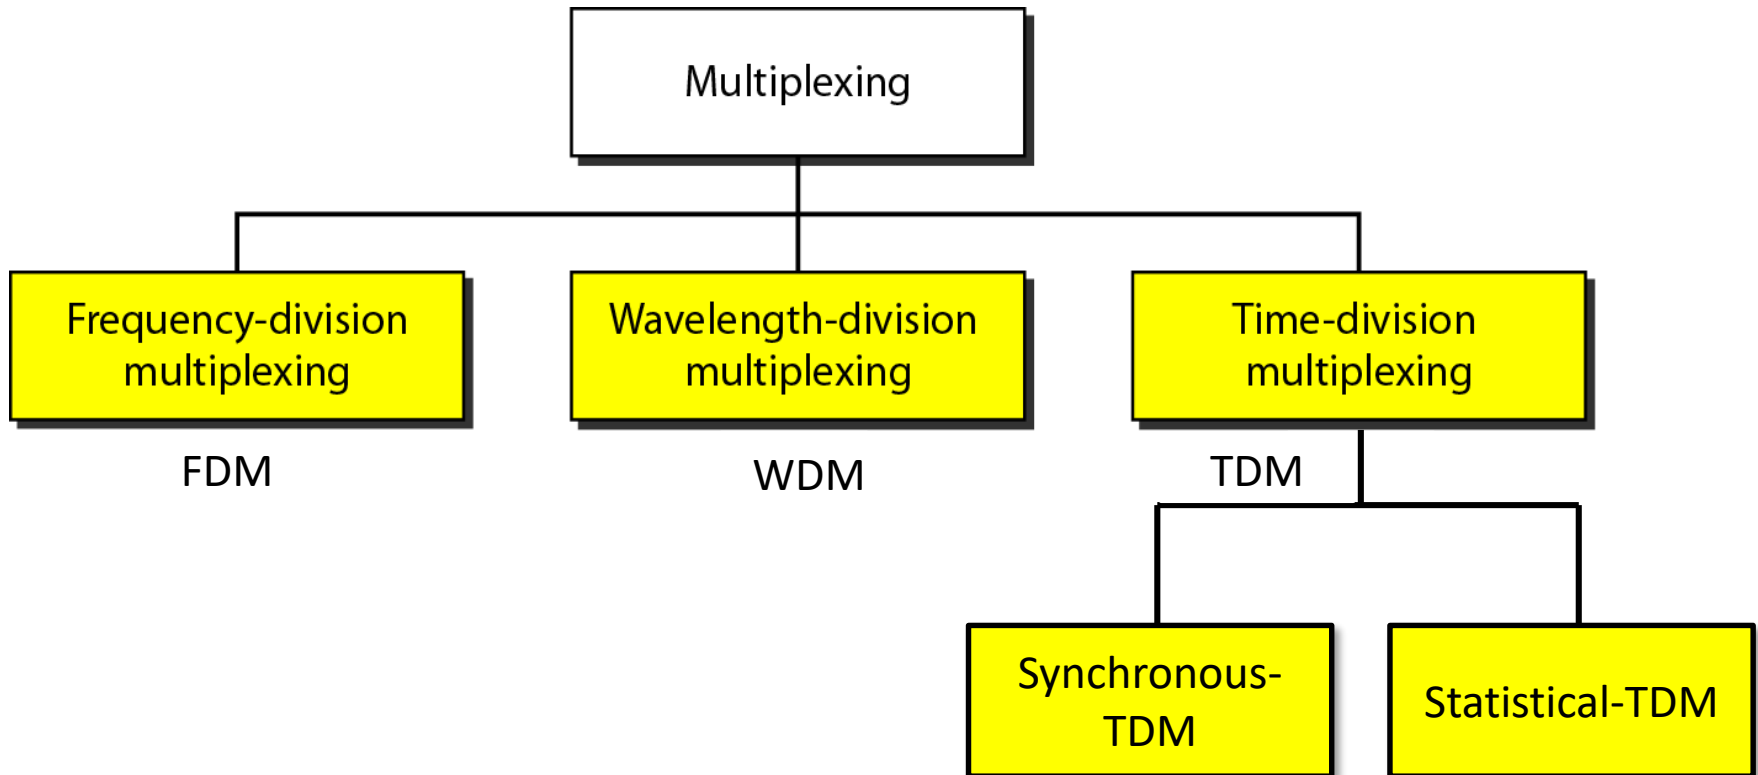 Multiplexing
Frequency-division
multiplexing
Wavelength-division
multiplexing
Time-division
multiplexing
FDM
WDM
TDM
Synchronous-
TDM
Statistical-TDM